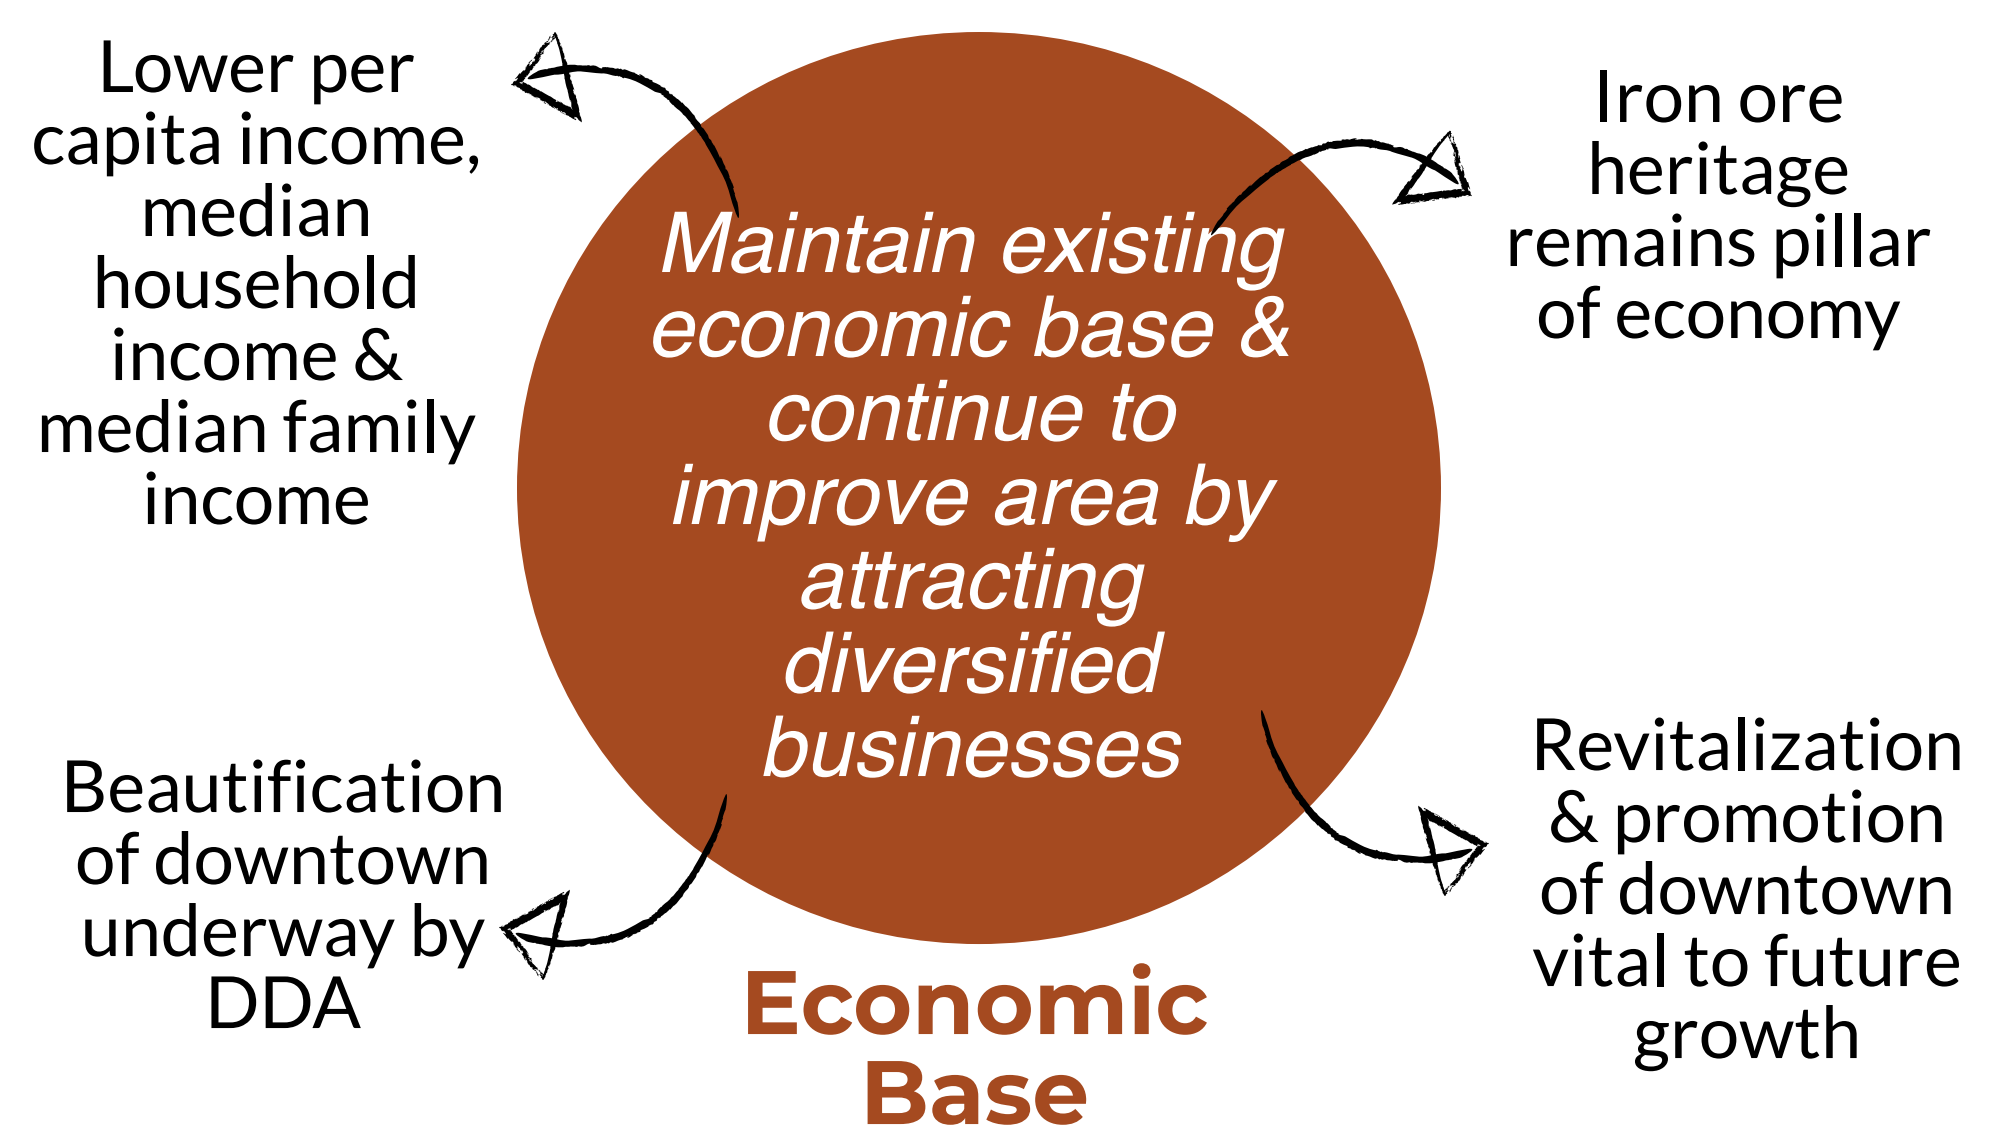 Lower per
capita income,
median
household
income &
median family
income
Iron ore
heritage
remains pillar
of economy
Maintain existing
economic base &
continue to
improve area by
attracting
diversified
businesses
Beautification
of downtown
underway by
DDA
Revitalization
& promotion
of downtown
vital to future
growth
Economic
Base